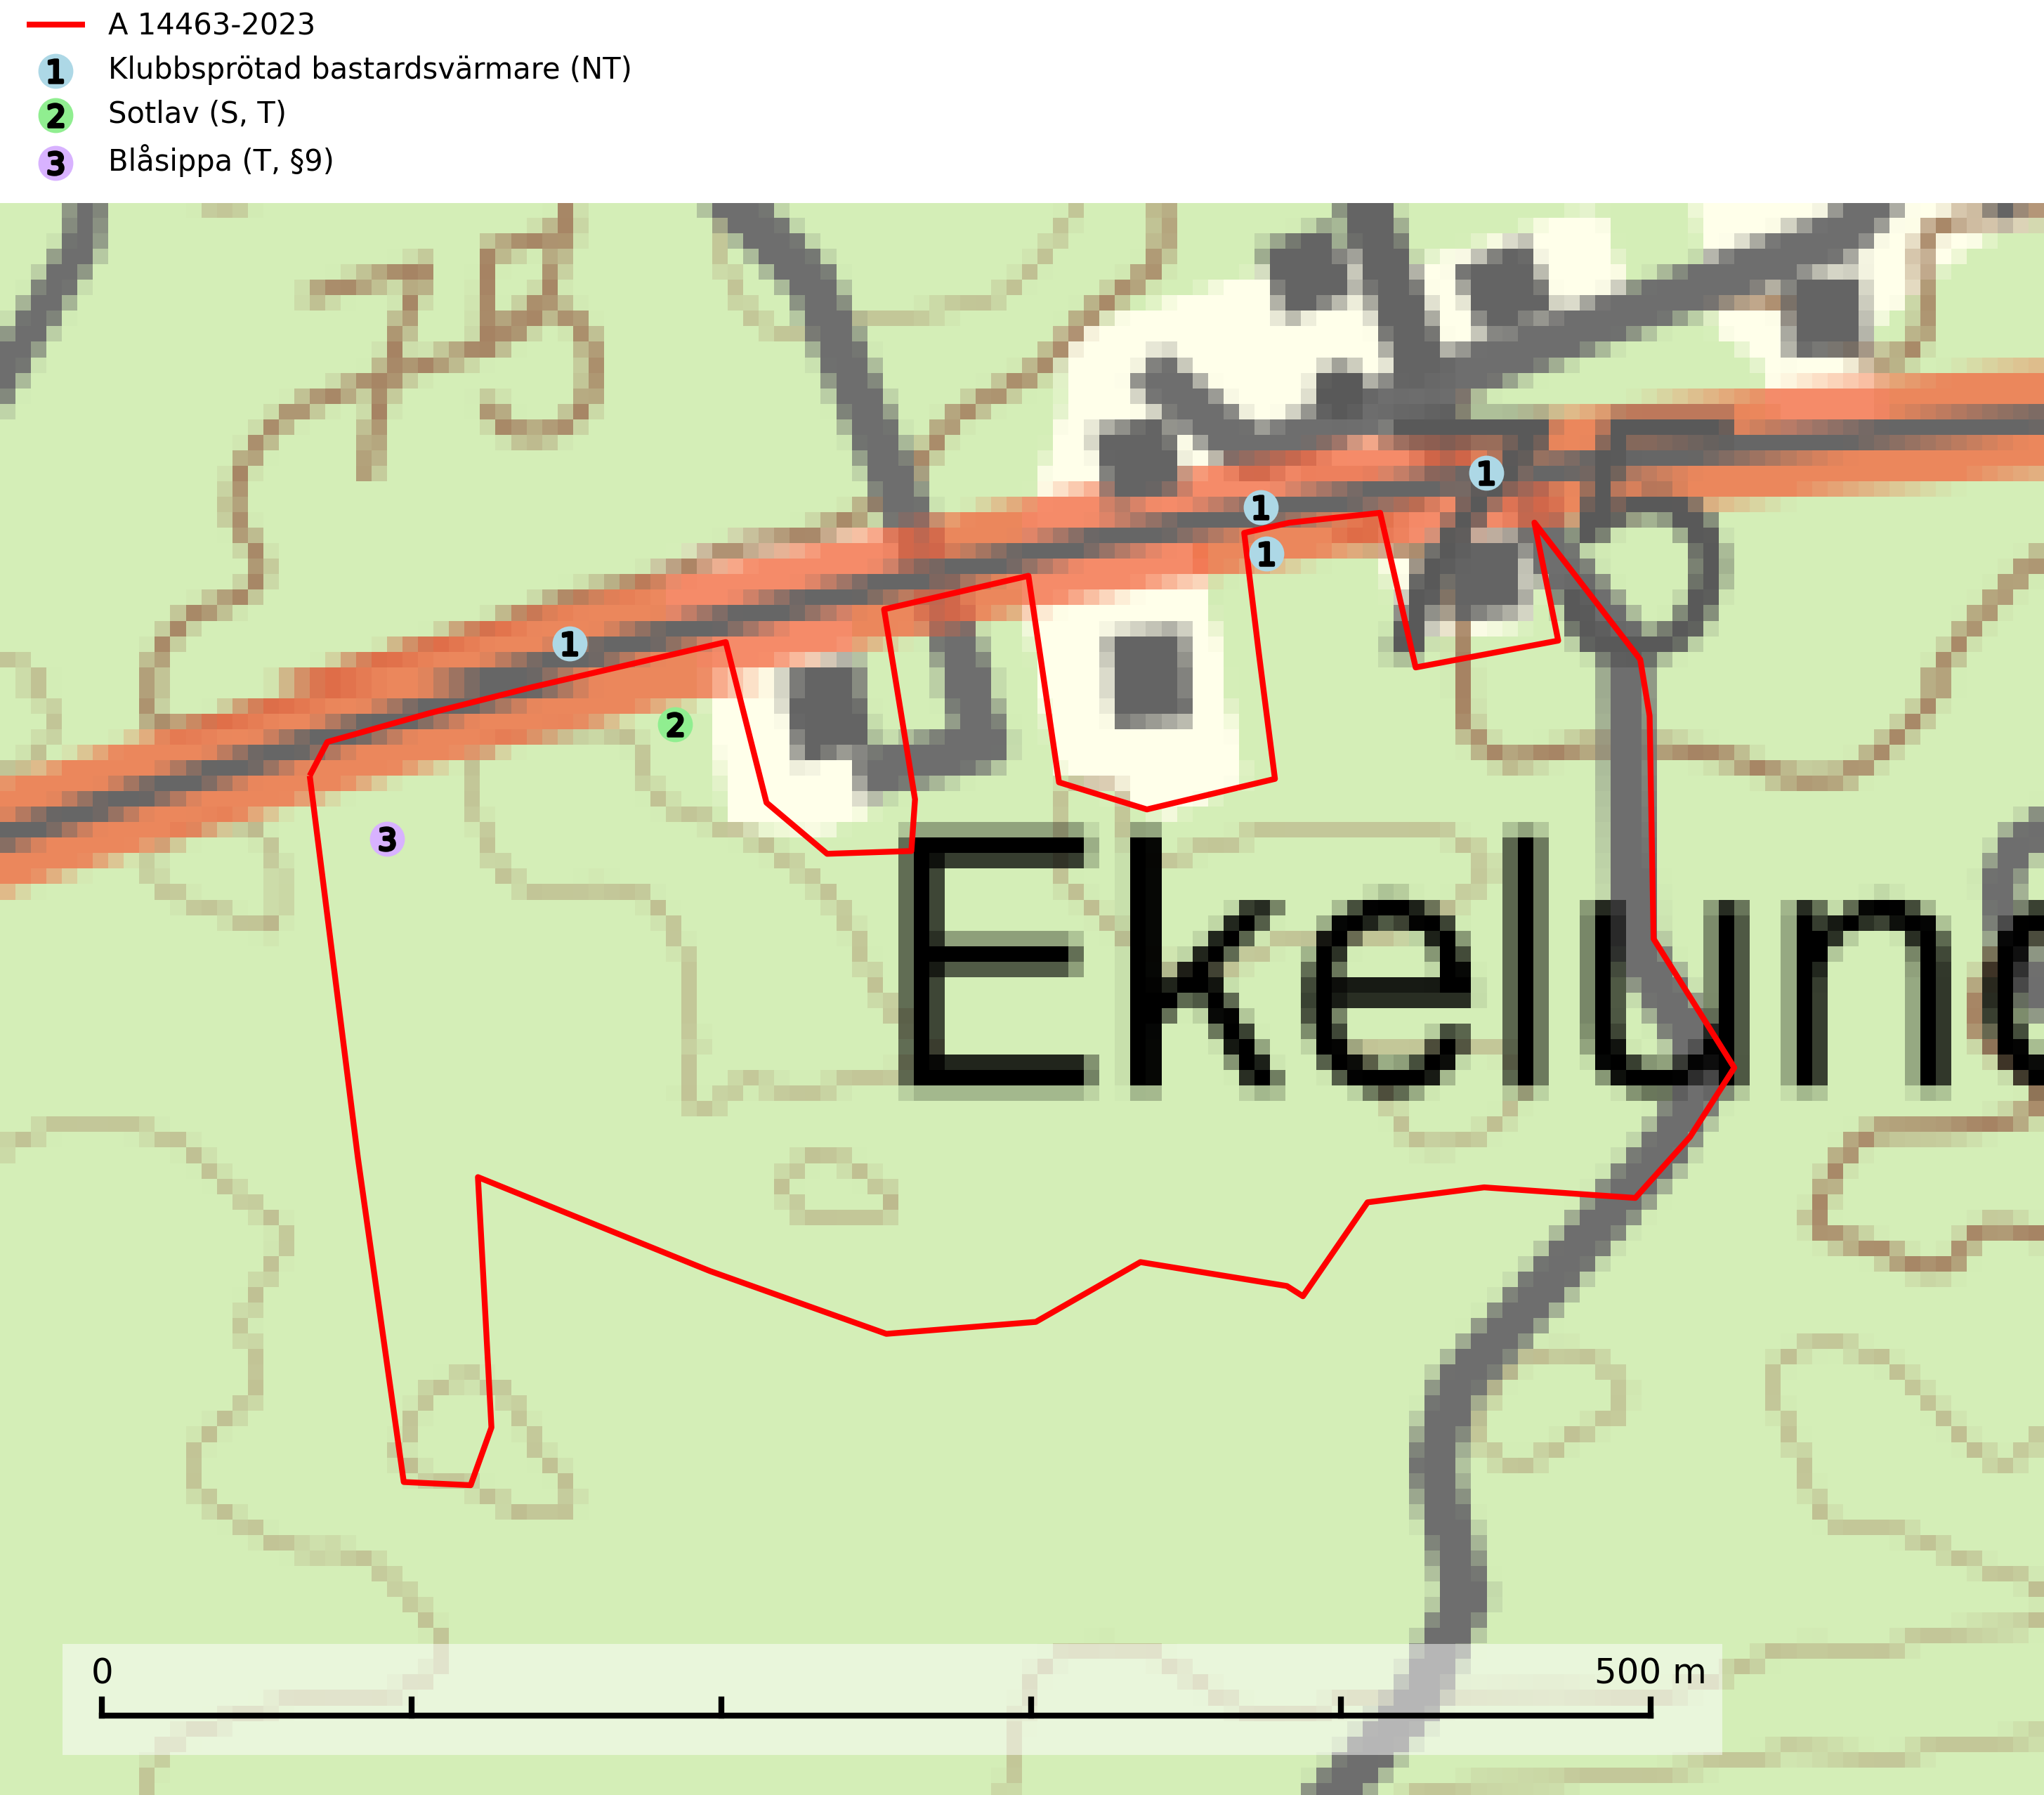 A 14463-2023
1 Klubbsprötad bastardsvärmare (NT)
2 Sotlav (S, T)
3 Blåsippa (T, §9)
1
1
1
1
2
3
Ekelun
0 500 m